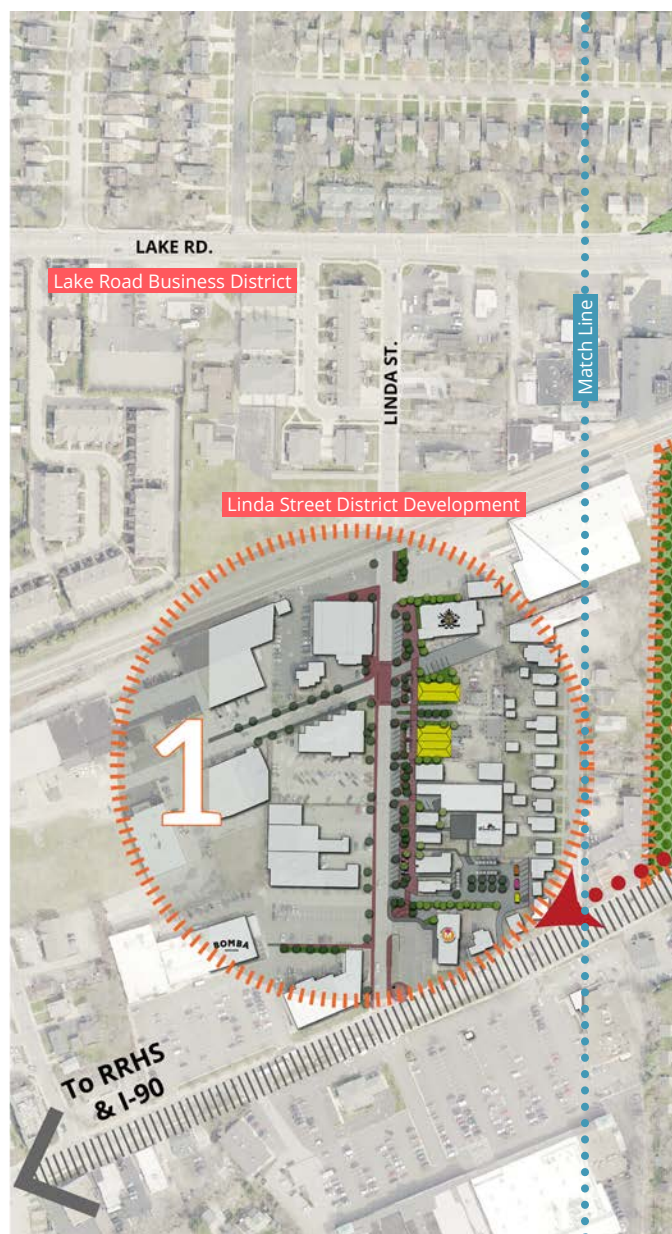 LAKE RD.
Lake Road Business District
Match Line
LINDA ST.
Linda Street District Development
1
BOMBA
To RRHS
& I-90